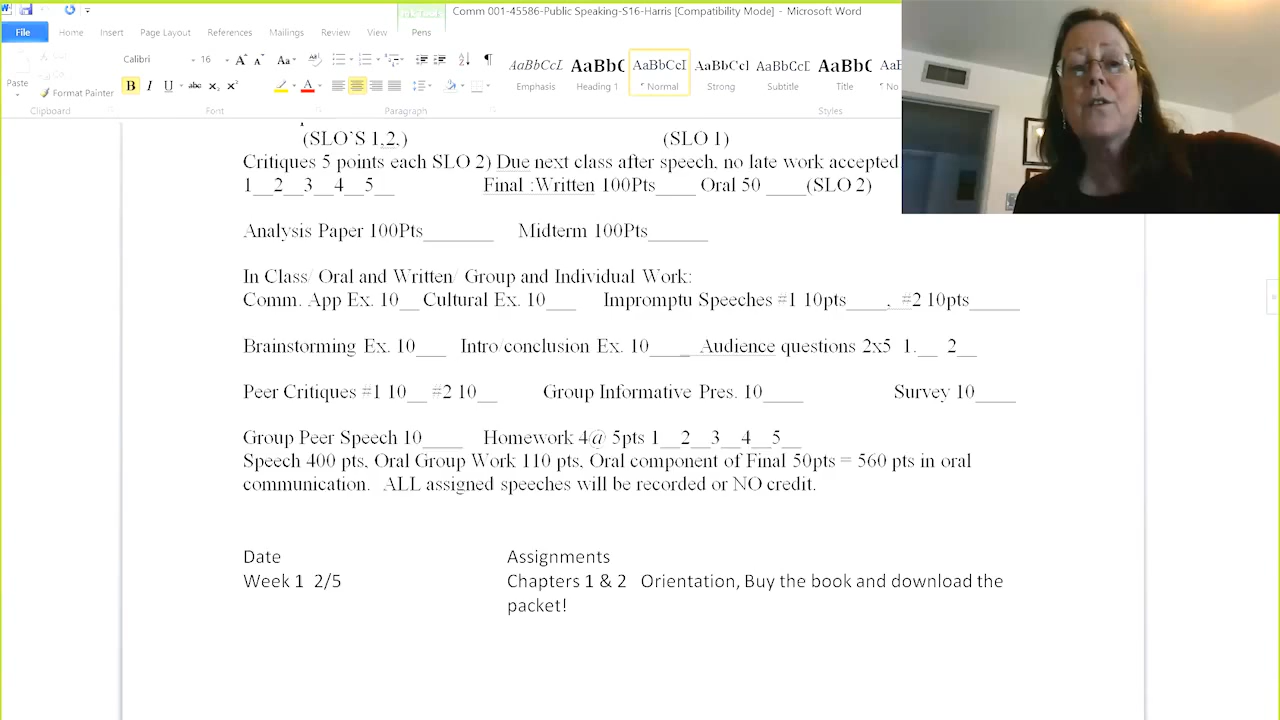 Comm 001-45586-Public Speaking-S16-Harris [Compatibility Mode] - Microsoft Word
File Home Insert Page Layout References Mailings Review View Pens
Calibri 16 Aa AaBbCcD AaBbC AaBbCcD AaBbCcl AaBbCcD AaBbC AaB
Paste Format Painter B I U abc x₂ x² A Emphasis Heading 1 Normal Strong Subtitle Title
Clipboard Font Paragraph Styles
(SLO`S 1,2,) (SLO 1)
Critiques 5 points each SLO 2) Due next class after speech, no late work accepted
1__2__3__4__5__ Final :Written 100Pts____ Oral 50 ____(SLO 2)
Analysis Paper 100Pts_______ Midterm 100Pts______
In Class/ Oral and Written/ Group and Individual Work:
Comm. App Ex. 10__ Cultural Ex. 10___ Impromptu Speeches #1 10pts____, #2 10pts_____
Brainstorming Ex. 10___ Intro/conclusion Ex. 10____ Audience questions 2x5 1.__ 2__
Peer Critiques #1 10__ #2 10__ Group Informative Pres. 10____ Survey 10____
Group Peer Speech 10____ Homework 4@ 5pts 1__2__3__4__5__
Speech 400 pts, Oral Group Work 110 pts, Oral component of Final 50pts = 560 pts in oral
communication. ALL assigned speeches will be recorded or NO credit.
Date Assignments
Week 1 2/5 Chapters 1 & 2 Orientation, Buy the book and download the
packet!